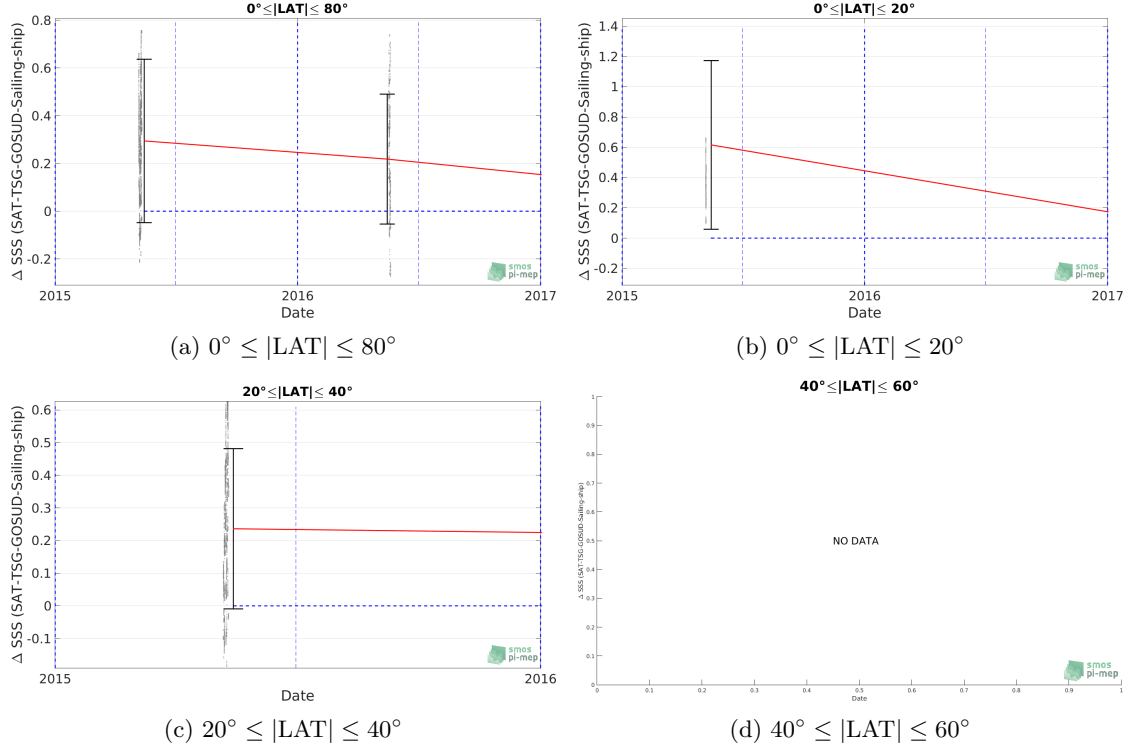 0°≤|LAT|≤ 80°
Δ SSS (SAT-TSG-GOSUD-Sailing-ship)
0.8
0.6
0.4
0.2
0
-0.2
2015
2016
2017
Date
smos
pi-mep
(a) 0° ≤ |LAT| ≤ 80°
0°≤|LAT|≤ 20°
Δ SSS (SAT-TSG-GOSUD-Sailing-ship)
1.4
1.2
1
0.8
0.6
0.4
0.2
0
-0.2
2015
2016
2017
Date
smos
pi-mep
(b) 0° ≤ |LAT| ≤ 20°
20°≤|LAT|≤ 40°
Δ SSS (SAT-TSG-GOSUD-Sailing-ship)
0.6
0.5
0.4
0.3
0.2
0.1
0
-0.1
2015
2016
Date
smos
pi-mep
(c) 20° ≤ |LAT| ≤ 40°
40°≤|LAT|≤ 60°
Δ SSS (SAT-TSG-GOSUD-Sailing-ship)
1
0.9
0.8
0.7
0.6
0.5
0.4
0.3
0.2
0.1
0
NO DATA
0 0.1 0.2 0.3 0.4 0.5 0.6 0.7 0.8 0.9 1
Date
smos
pi-mep
(d) 40° ≤ |LAT| ≤ 60°